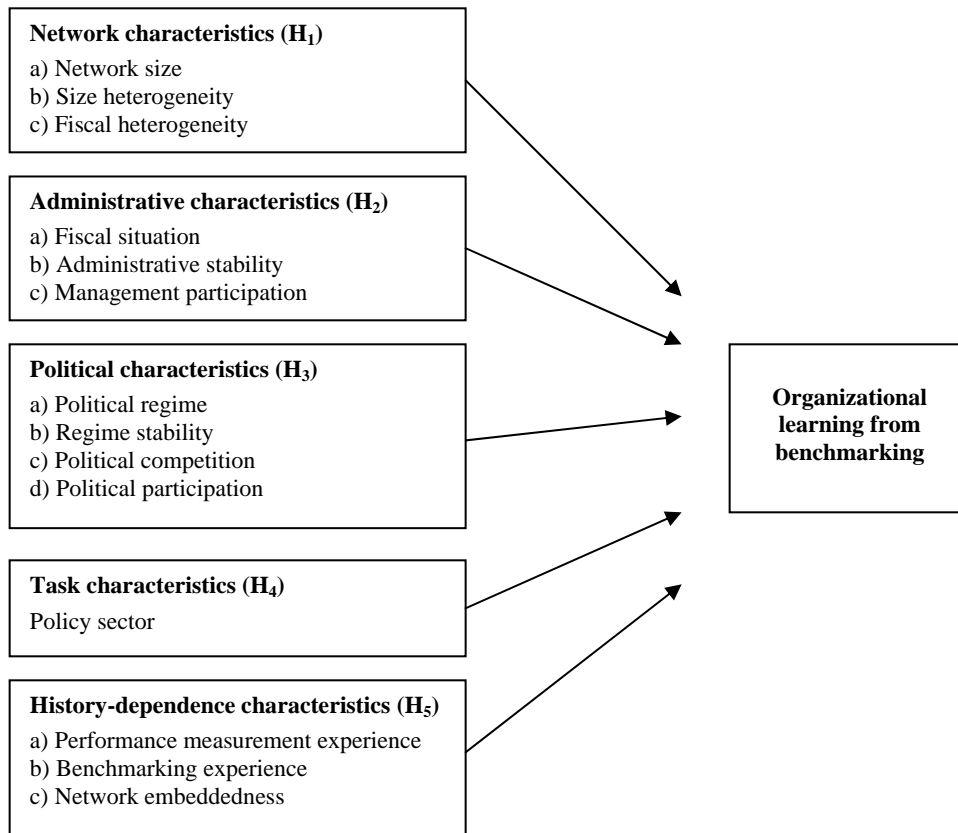 Network characteristics (H₁)
a) Network size
b) Size heterogeneity
c) Fiscal heterogeneity
Administrative characteristics (H₂)
a) Fiscal situation
b) Administrative stability
c) Management participation
Political characteristics (H₃)
a) Political regime
b) Regime stability
c) Political competition
d) Political participation
Task characteristics (H₄)
Policy sector
History-dependence characteristics (H₅)
a) Performance measurement experience
b) Benchmarking experience
c) Network embeddedness
Organizational
learning from
benchmarking